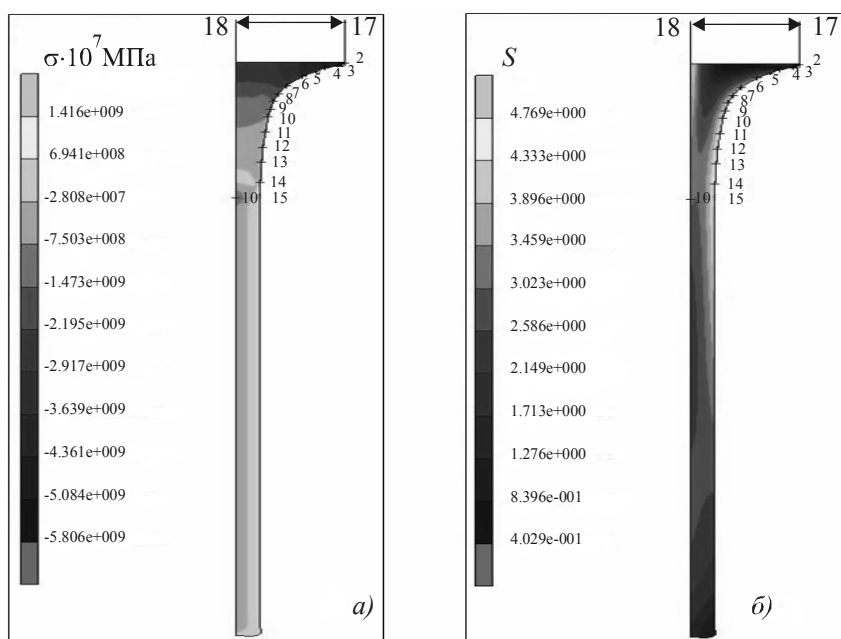 18 17
σ·10⁷МПа
1.416e+009
6.941e+008
-2.808e+007
-7.503e+008
-1.473e+009
-2.195e+009
-2.917e+009
-3.639e+009
-4.361e+009
-5.084e+009
-5.806e+009
2
3
4
5
6
7
8
9
10
11
12
13
14
10 15
а)
18 17
S
4.769e+000
4.333e+000
3.896e+000
3.459e+000
3.023e+000
2.586e+000
2.149e+000
1.713e+000
1.276e+000
8.396e-001
4.029e-001
2
3
4
5
6
7
8
9
10
11
12
13
14
10 15
б)